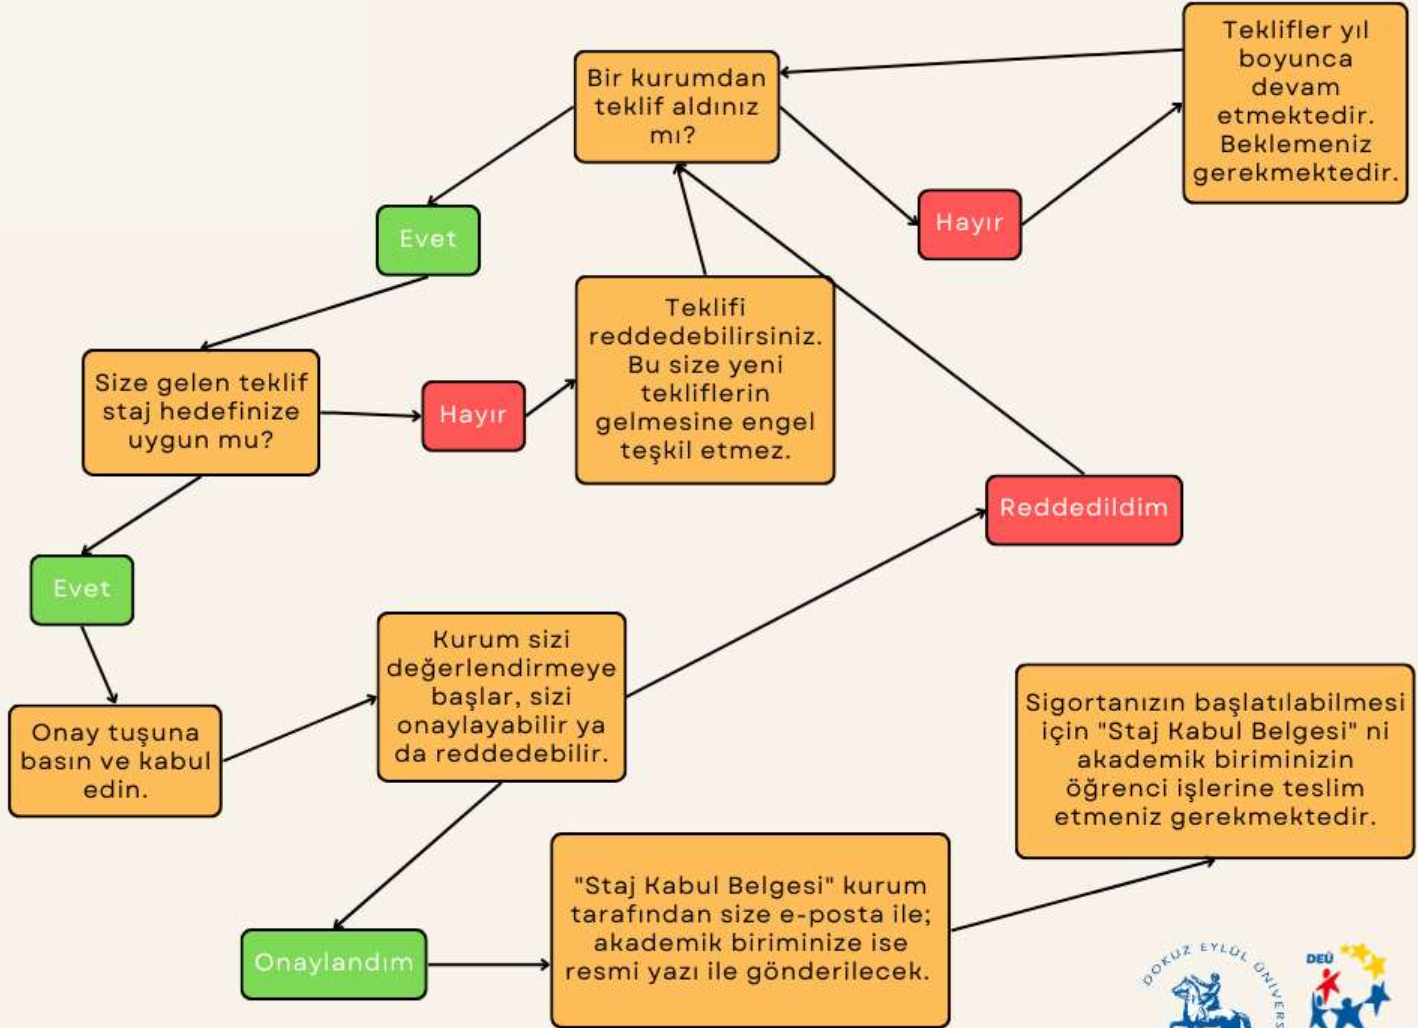 Teklifler yıl
boyunca
devam
etmektedir.
Beklemeniz
gerekmektedir.
Bir kurumdan
teklif aldınız
mı?
Hayır
Evet
Teklifi
reddedebilirsiniz.
Bu size yeni
tekliflerin
gelmesine engel
teşkil etmez.
Size gelen teklif
staj hedefinize
uygun mu?
Hayır
Reddedildim
Evet
Kurum sizi
değerlendirmeye
başlar, sizi
onaylayabilir ya
da reddedebilir.
Onay tuşuna
basın ve kabul
edin.
Sigortanızın başlatılabilmesi
için "Staj Kabul Belgesi" ni
akademik biriminizin
öğrenci işlerine teslim
etmeniz gerekmektedir.
"Staj Kabul Belgesi" kurum
tarafından size e-posta ile;
akademik biriminize ise
resmi yazı ile gönderilecek.
Onaylandım
DOKUZ EYLÜL ÜNİVERS
DEÜ